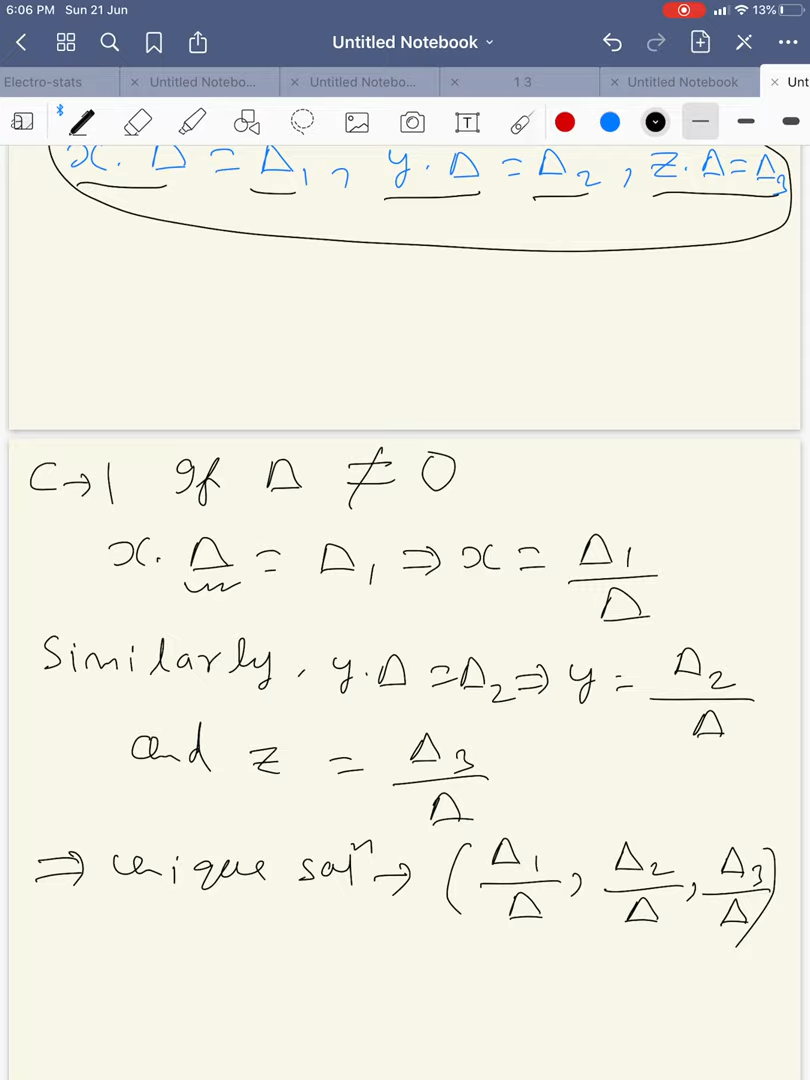 6:06 PM Sun 21 Jun 13%
Untitled Notebook
Electro-stats × Untitled Notebo... × Untitled Notebo... × 1 3 × Untitled Notebook × Unt
x. Δ = Δ₁, y. Δ = Δ₂, z. Δ = Δ₃
C→1 If Δ ≠ 0
x. Δ = Δ₁ ⇒ x = Δ₁/Δ
Similarly, y. Δ = Δ₂ ⇒ y = Δ₂/Δ
and z = Δ₃/Δ
⇒ unique solⁿ → (Δ₁/Δ, Δ₂/Δ, Δ₃/Δ)